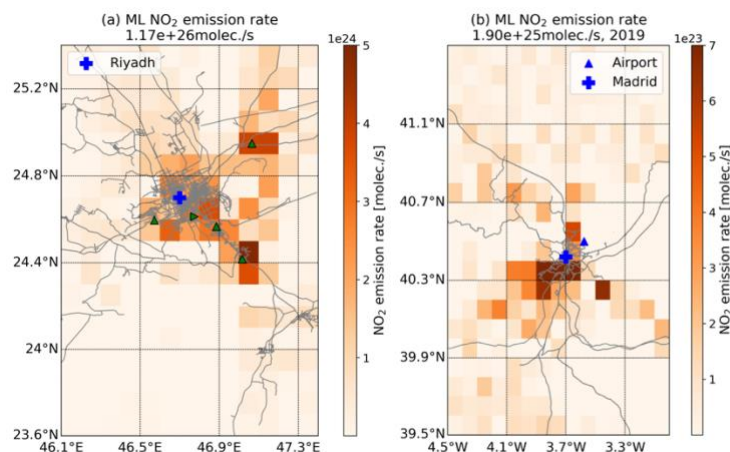 (a) ML NO₂ emission rate
1.17e+26molec./s
1e24
Riyadh
25.2°N
24.8°N
24.4°N
24°N
23.6°N
46.1°E
46.5°E
46.9°E
47.3°E
5
4
3
2
1
NO₂ emission rate [molec./s]
(b) ML NO₂ emission rate
1.90e+25molec./s, 2019
1e23
Airport
Madrid
41.1°N
40.7°N
40.3°N
39.9°N
39.5°N
4.5°W
4.1°W
3.7°W
3.3°W
7
6
5
4
3
2
1
NO₂ emission rate [molec./s]